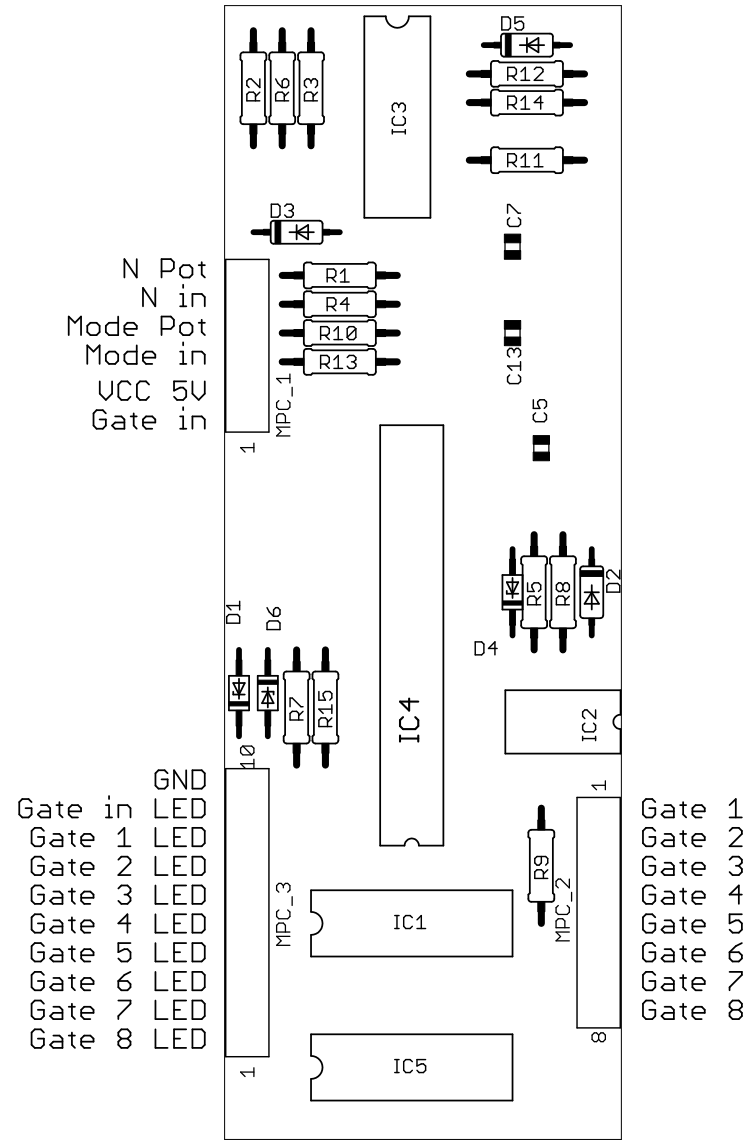 D5
R2 R6 R3
IC3
R12
R14
R11
D3
C7
N Pot
R1
N in
R4
Mode Pot
R10
Mode in
R13
C13
VCC 5V
MPC_1
Gate in
1
C5
D1
D6
R5 R8 D2
D4
R7 R15
IC4
IC2
10
GND
1
Gate in LED
Gate 1
Gate 1 LED
Gate 2
Gate 2 LED
R9
Gate 3
Gate 3 LED
MPC_3
MPC_2
Gate 4
Gate 4 LED
IC1
Gate 5
Gate 5 LED
Gate 6
Gate 6 LED
Gate 7
Gate 7 LED
Gate 8
Gate 8 LED
8
1
IC5